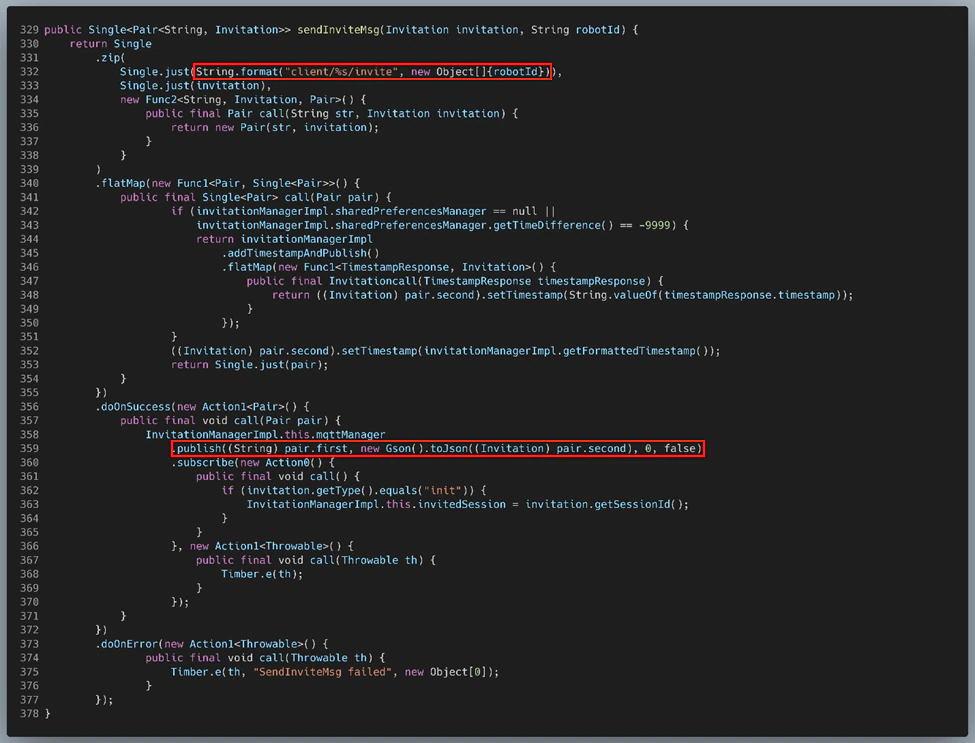 329 public Single<Pair<String, Invitation>> sendInviteMsg(Invitation invitation, String robotId) {
330     return Single
331         .zip(
332             Single.just(String.format("client/%s/invite", new Object[]{robotId})),
333             Single.just(invitation),
334             new Func2<String, Invitation, Pair>() {
335                 public final Pair call(String str, Invitation invitation) {
336                     return new Pair(str, invitation);
337                 }
338             }
339         )
340         .flatMap(new Func1<Pair, Single<Pair>>() {
341             public final Single<Pair> call(Pair pair) {
342                     if (invitationManagerImpl.sharedPreferencesManager == null ||
343                         invitationManagerImpl.sharedPreferencesManager.getTimeDifference() == -9999) {
344                         return invitationManagerImpl
345                             .addTimestampAndPublish()
346                             .flatMap(new Func1<TimestampResponse, Invitation>() {
347                                 public final Invitationcall(TimestampResponse timestampResponse) {
348                                     return ((Invitation) pair.second).setTimestamp(String.valueOf(timestampResponse.timestamp));
349                                 }
350                             });
351                     }
352                     ((Invitation) pair.second).setTimestamp(invitationManagerImpl.getFormattedTimestamp());
353                     return Single.just(pair);
354             }
355         })
356         .doOnSuccess(new Action1<Pair>() {
357             public final void call(Pair pair) {
358                 InvitationManagerImpl.this.mqttManager
359                     .publish((String) pair.first, new Gson().toJson((Invitation) pair.second), 0, false)
360                     .subscribe(new Action0() {
361                         public final void call() {
362                             if (invitation.getType().equals("init")) {
363                                 InvitationManagerImpl.this.invitedSession = invitation.getSessionId();
364                             }
365                         }
366                     }, new Action1<Throwable>() {
367                         public final void call(Throwable th) {
368                             Timber.e(th);
369                         }
370                     });
371             }
372         })
373         .doOnError(new Action1<Throwable>() {
374                 public final void call(Throwable th) {
375                     Timber.e(th, "SendInviteMsg failed", new Object[0]);
376                 }
377         });
378 }